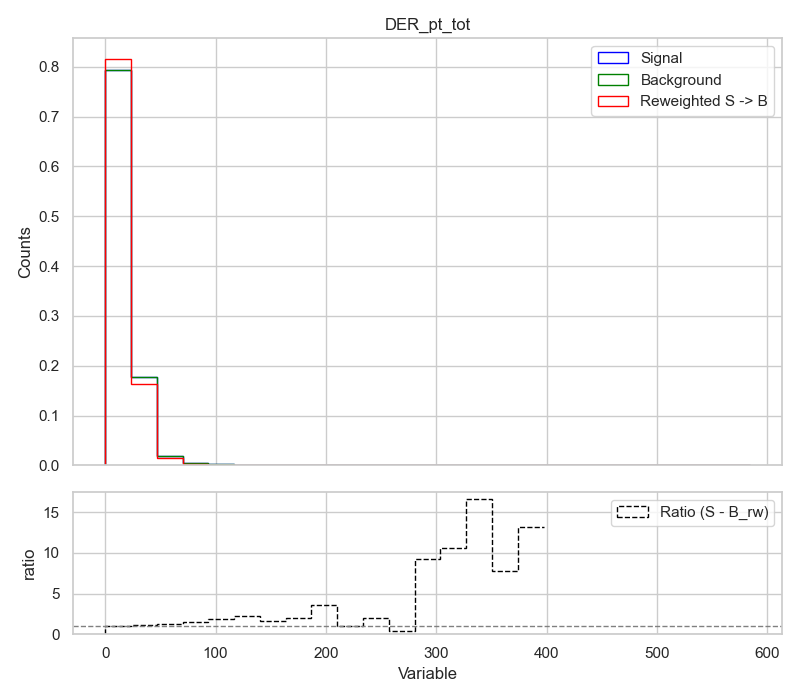 DER_pt_tot
Counts
0.8
0.7
0.6
0.5
0.4
0.3
0.2
0.1
0.0
Signal
Background
Reweighted S -> B
ratio
15
10
5
0
Ratio (S - B_rw)
0 100 200 300 400 500 600
Variable